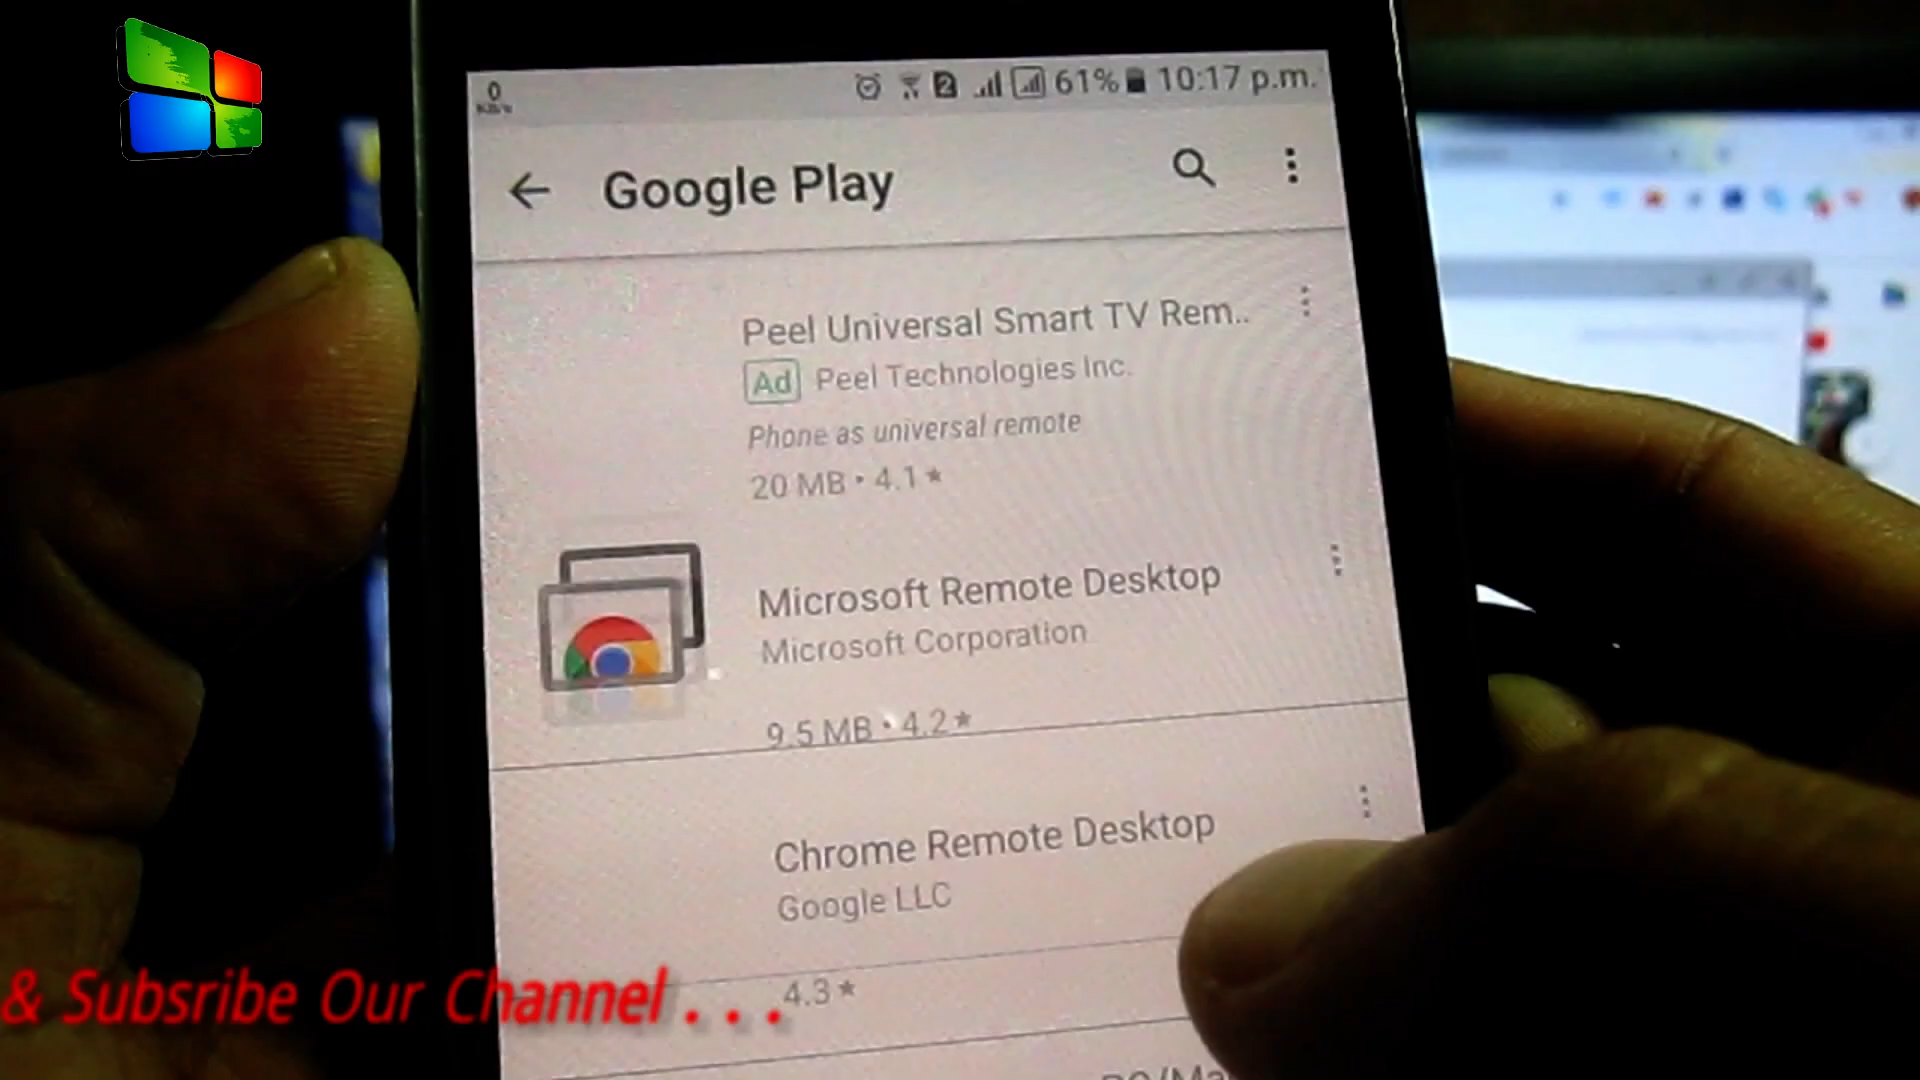 0
KB/s
2 61% 10:17 p.m.
Google Play
Peel Universal Smart TV Rem..
Ad Peel Technologies Inc.
Phone as universal remote
20 MB • 4.1 ★
Microsoft Remote Desktop
Microsoft Corporation
9.5 MB • 4.2 ★
Chrome Remote Desktop
Google LLC
4.3 ★
& Subsribe Our Channel . . .